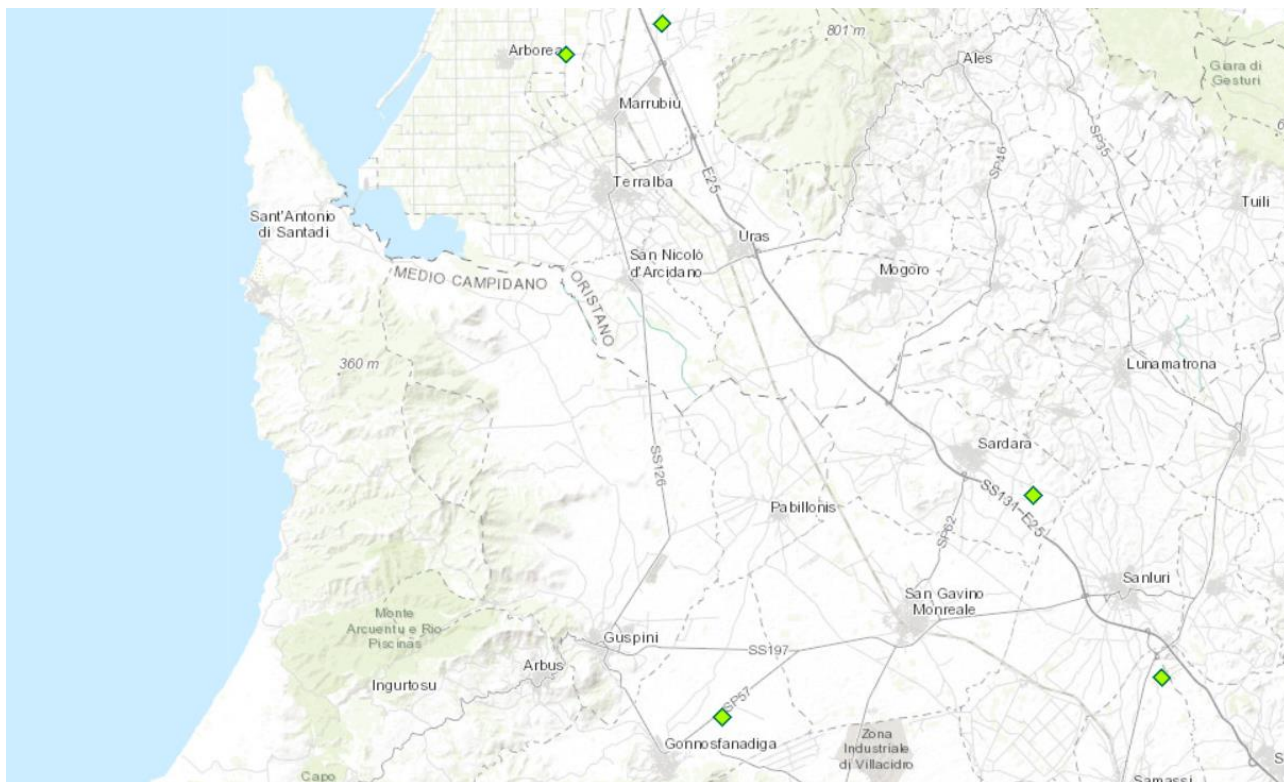 801 m
Ales
Giara di
Gesturi
Arborea
Marrubiu
SP35
E25
SP46
Terralba
Tuili
Sant'Antonio
di Santadi
Uras
San Nicolò
d'Arcidano
Mogoro
MEDIO CAMPIDANO
ORISTANO
360 m
Lunamatrona
Sardara
SS126
SS131-E25
Pabillonis
SP62
Sanluri
San Gavino
Monreale
Monte
Arcuentu e Rio
Piscinas
Guspini
SS197
Arbus
Ingurtosu
SP57
Gonnosfanadiga
Zona
Industriale
di Villacidro
Capo
Samassi